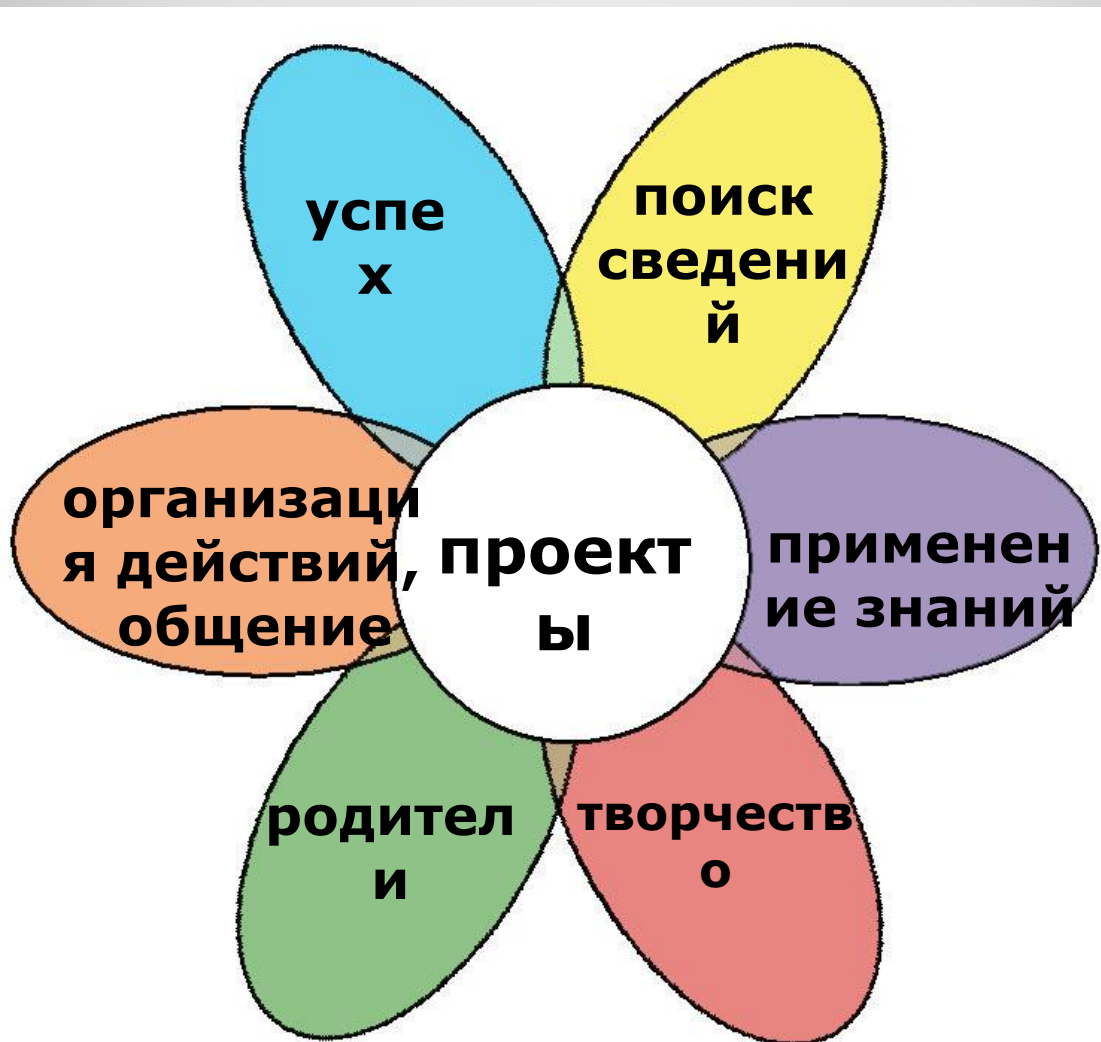 успе
х
поиск
сведени
й
организаци
я действий,
общение
проект
ы
применен
ие знаний
родител
и
творчеств
о